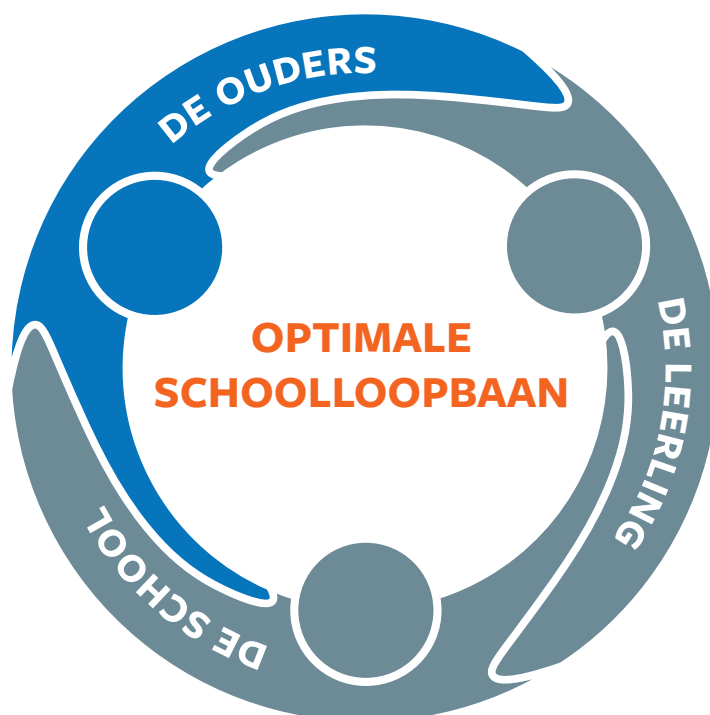 DE OUDERS
OPTIMALE
SCHOOLLOOPBAAN
DE LEERLING
DE SCHOOL